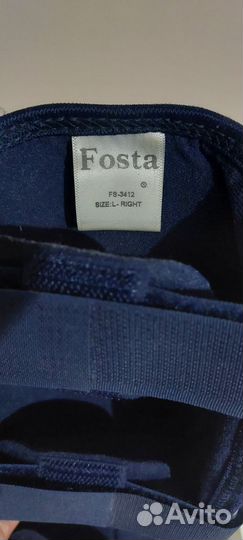 Fosta
®
FS-3412
SIZE:L- RIGHT
Avito